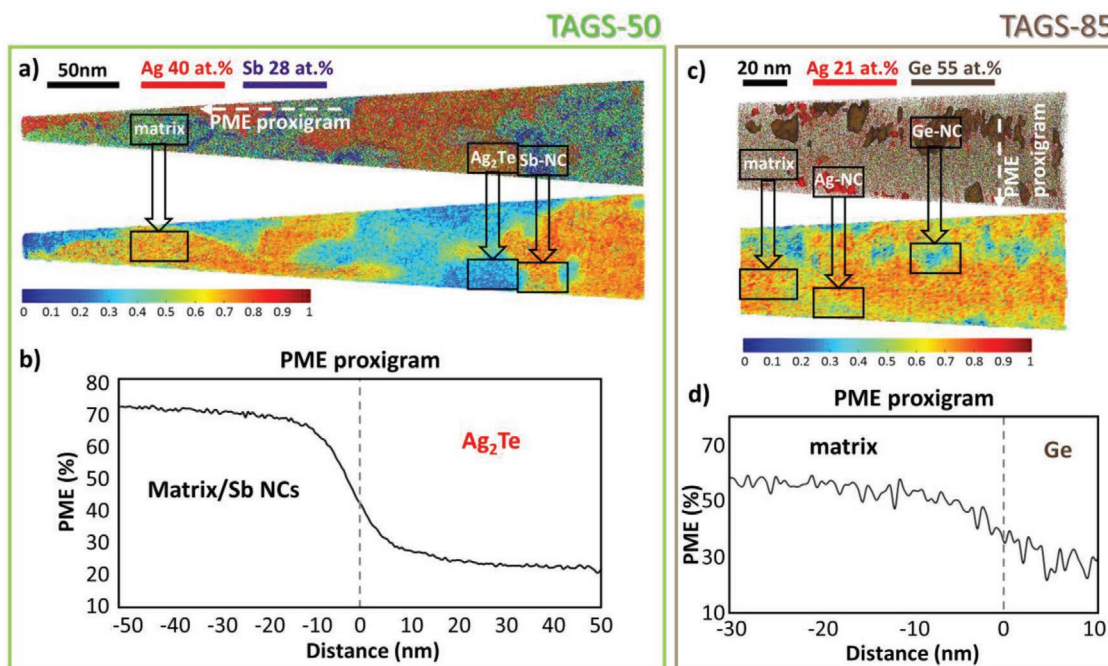 TAGS-50
TAGS-85
a)
50nm
Ag 40 at.%
Sb 28 at.%
PME proxigram
matrix
Ag₂Te
Sb-NC
0 0.1 0.2 0.3 0.4 0.5 0.6 0.7 0.8 0.9 1
b)
PME proxigram
80
70
60
50
40
30
20
10
PME (%)
Matrix/Sb NCs
Ag₂Te
-50 -40 -30 -20 -10 0 10 20 30 40 50
Distance (nm)
c)
20 nm
Ag 21 at.%
Ge 55 at.%
matrix
Ag-NC
Ge-NC
PME
proxigram
0 0.1 0.2 0.3 0.4 0.5 0.6 0.7 0.8 0.9 1
d)
PME proxigram
70
50
30
10
PME (%)
matrix
Ge
-30 -20 -10 0 10
Distance (nm)